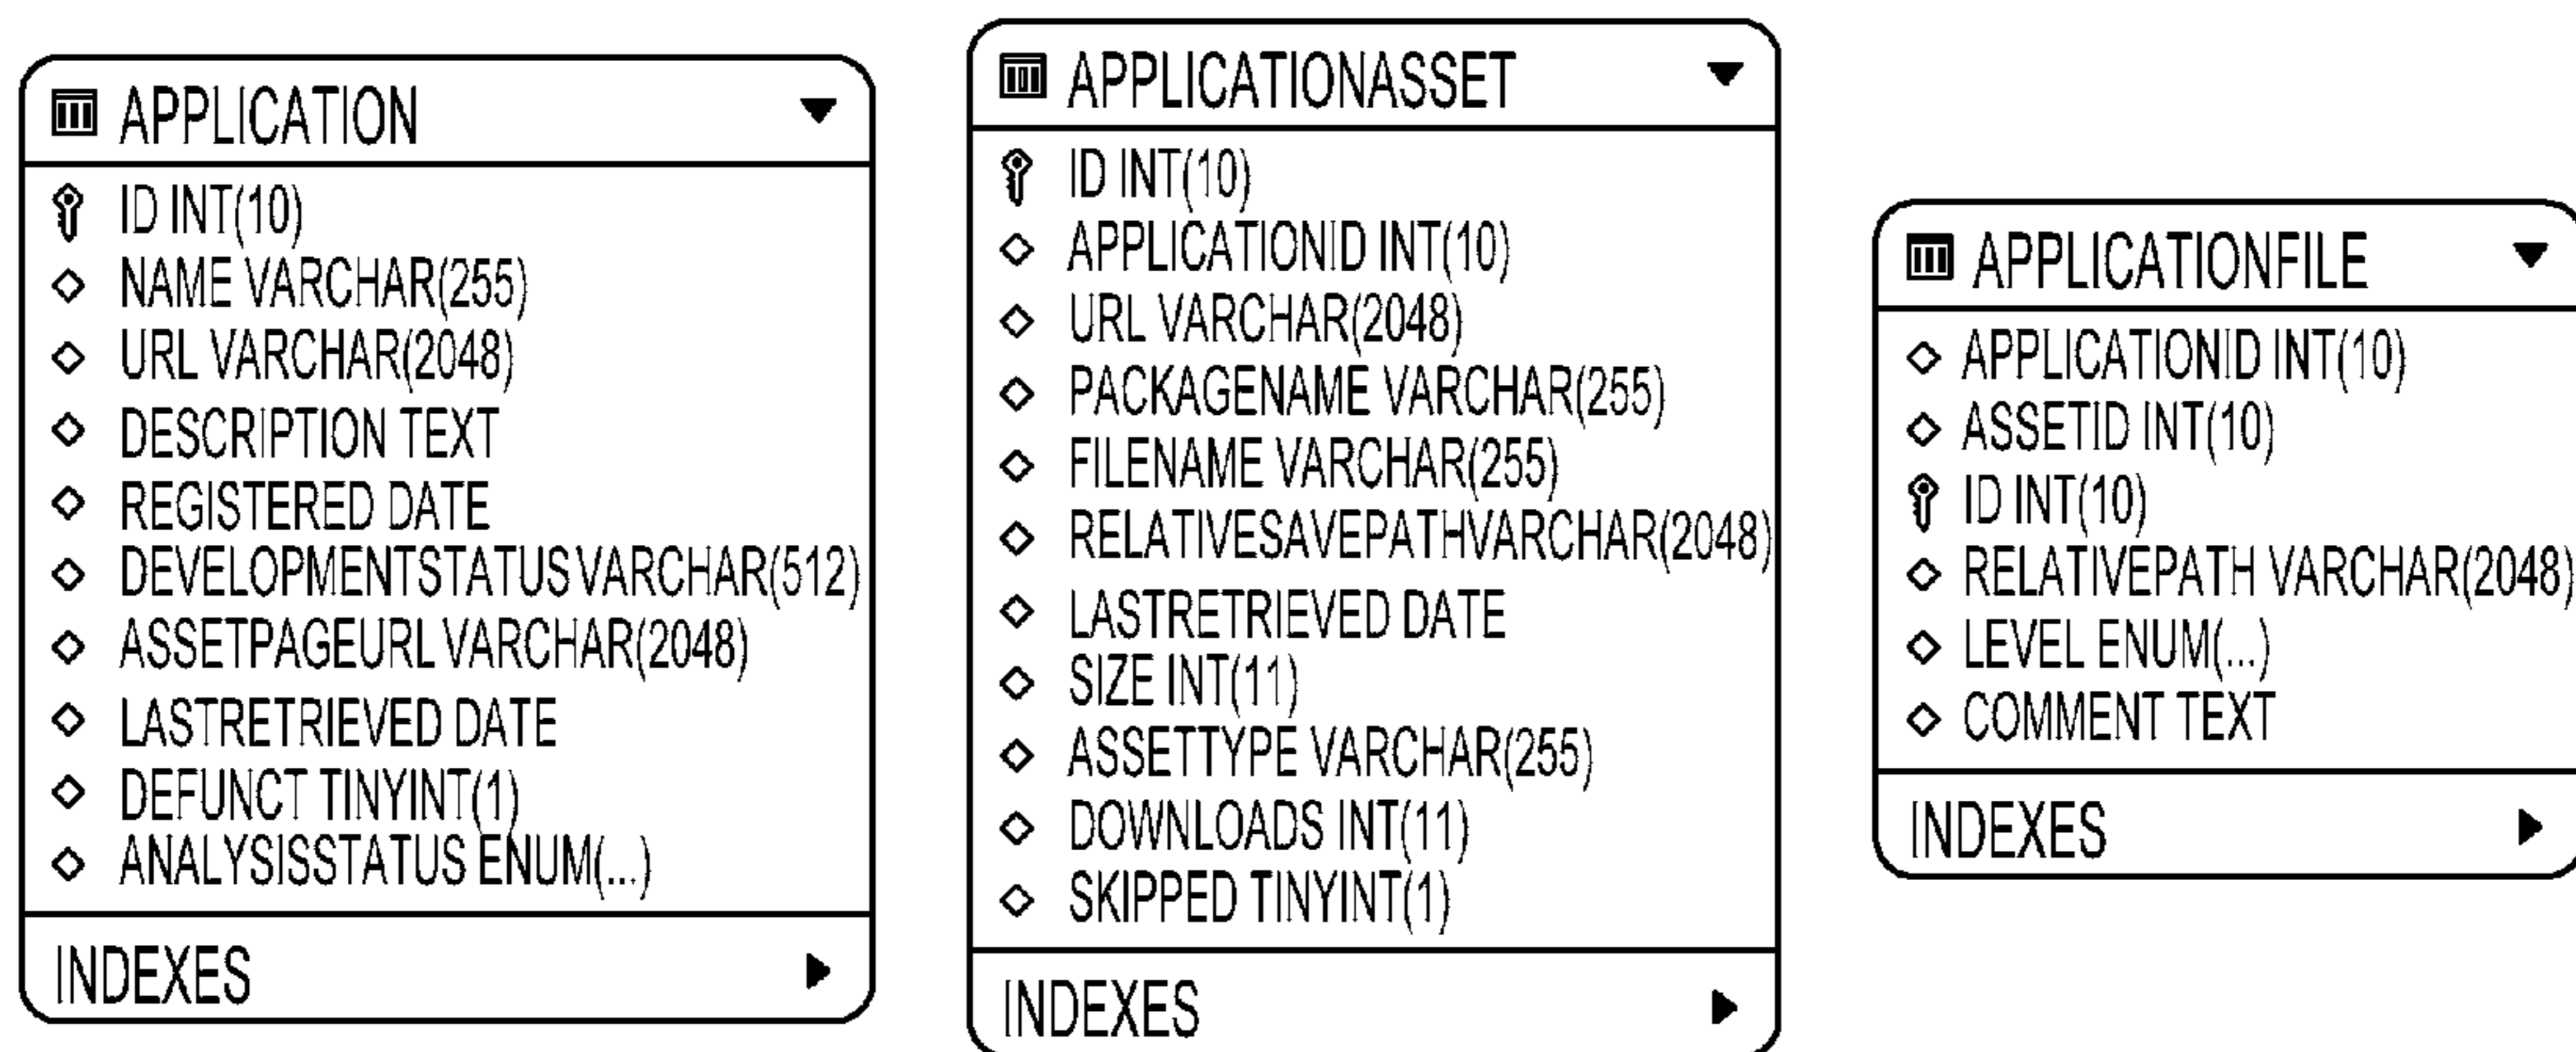 APPLICATION
ID INT(10)
NAME VARCHAR(255)
URL VARCHAR(2048)
DESCRIPTION TEXT
REGISTERED DATE
DEVELOPMENTSTATUS VARCHAR(512)
ASSETPAGEURL VARCHAR(2048)
LASTRETRIEVED DATE
DEFUNCT TINYINT(1)
ANALYSISSTATUS ENUM(...)
INDEXES
APPLICATIONASSET
ID INT(10)
APPLICATIONID INT(10)
URL VARCHAR(2048)
PACKAGENAME VARCHAR(255)
FILENAME VARCHAR(255)
RELATIVESAVEPATHVARCHAR(2048)
LASTRETRIEVED DATE
SIZE INT(11)
ASSETTYPE VARCHAR(255)
DOWNLOADS INT(11)
SKIPPED TINYINT(1)
INDEXES
APPLICATIONFILE
APPLICATIONID INT(10)
ASSETID INT(10)
ID INT(10)
RELATIVEPATH VARCHAR(2048)
LEVEL ENUM(...)
COMMENT TEXT
INDEXES